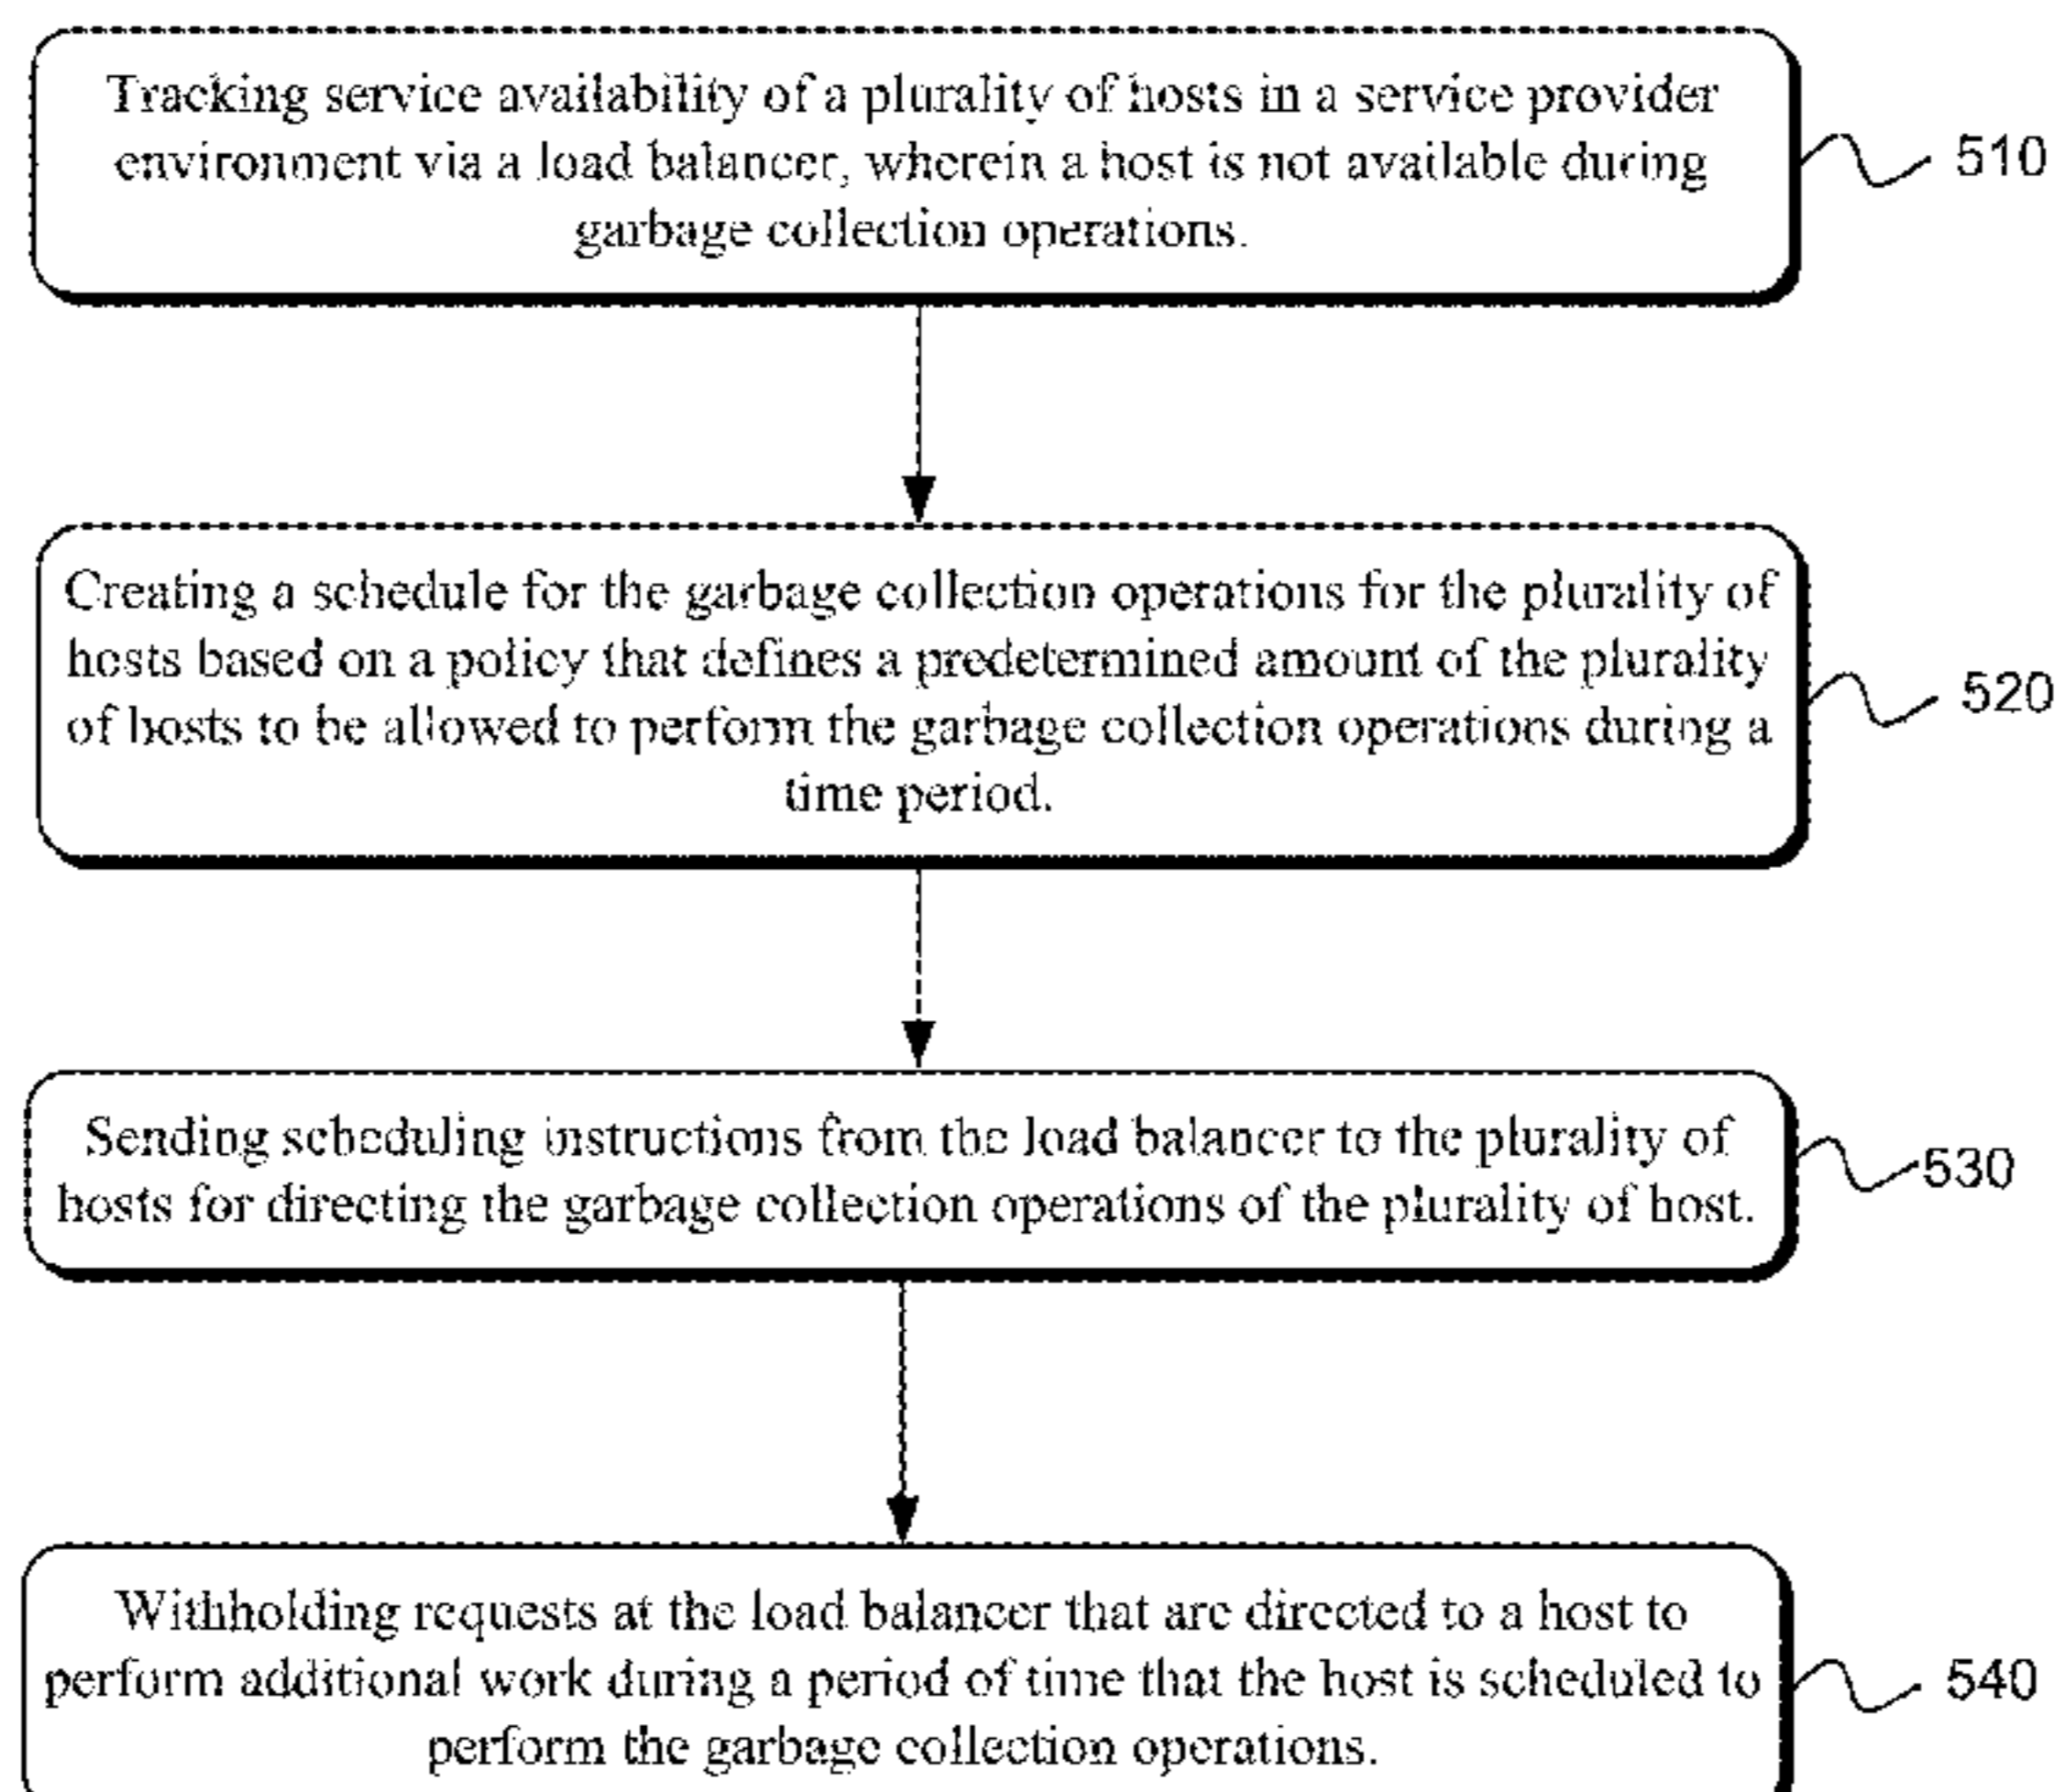 Tracking service availability of a plurality of hosts in a service provider
environment via a load balancer, wherein a host is not available during
garbage collection operations.
510
Creating a schedule for the garbage collection operations for the plurality of
hosts based on a policy that defines a predetermined amount of the plurality
of hosts to be allowed to perform the garbage collection operations during a
time period.
520
Sending scheduling instructions from the load balancer to the plurality of
hosts for directing the garbage collection operations of the plurality of host.
530
Withholding requests at the load balancer that are directed to a host to
perform additional work during a period of time that the host is scheduled to
perform the garbage collection operations.
540